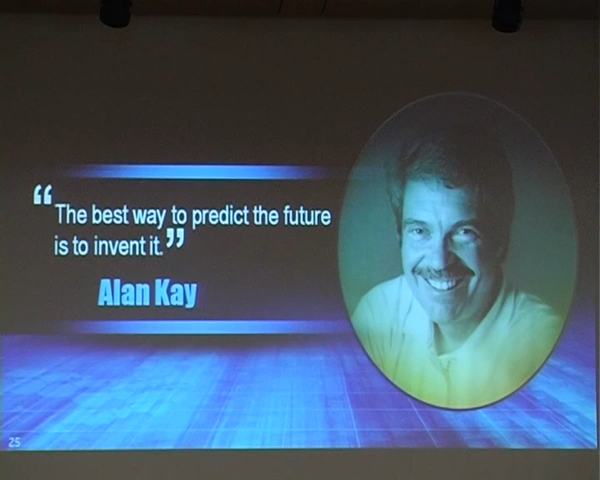 “The best way to predict the future
is to invent it.”
Alan Kay
25